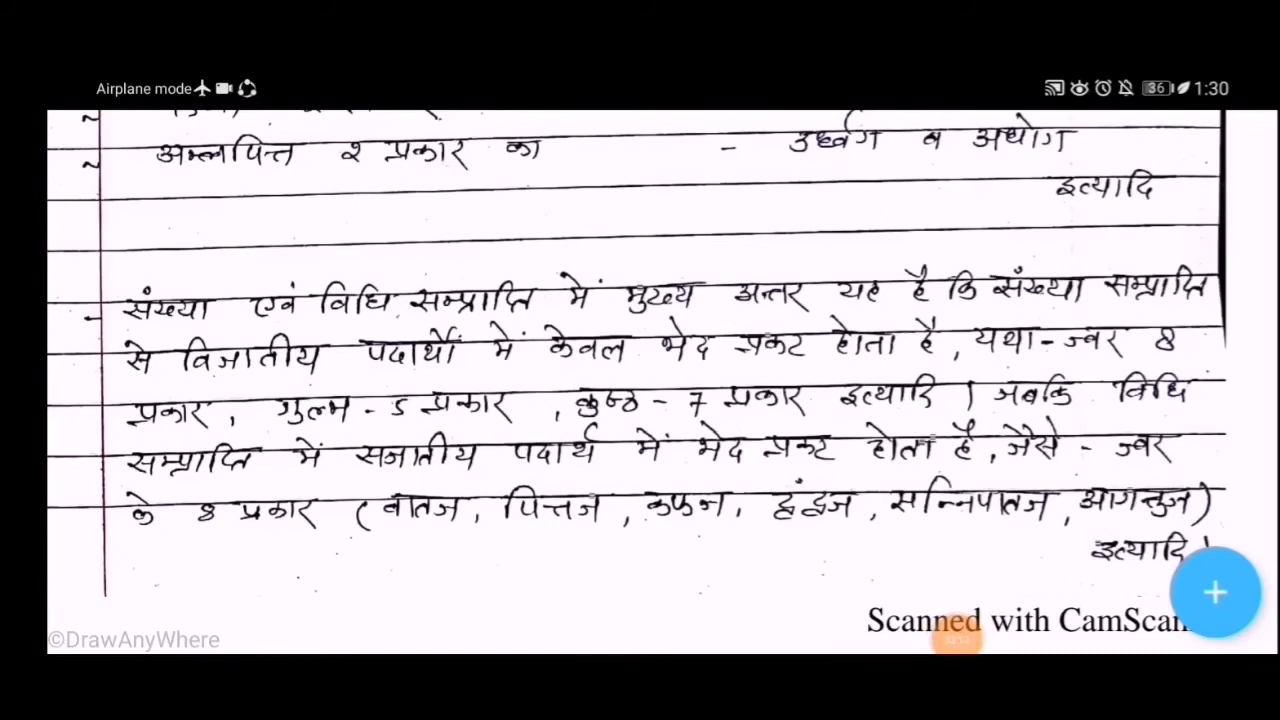 Airplane mode 36 1:30
~ अम्लपित्त २ प्रकार का - उर्ध्वग व अधोग
इत्यादि
- संख्या एवं विधि सम्प्राप्ति में मुख्य अन्तर यह है कि संख्या सम्प्राप्ति
से विजातीय पदार्थों में केवल भेद प्रकट होता है, यथा - ज्वर 8
प्रकार, गुल्म - 5 प्रकार, कुष्ठ - 7 प्रकार इत्यादि । जबकि विधि
सम्प्राप्ति में सजातीय पदार्थ में भेद प्रकट होता है, जैसे - ज्वर
के 8 प्रकार (वातज, पित्तज, कफज, द्वंद्वज, सन्निपातज, आगन्तुज)
इत्यादि ।
Scanned with CamScan
©DrawAnyWhere